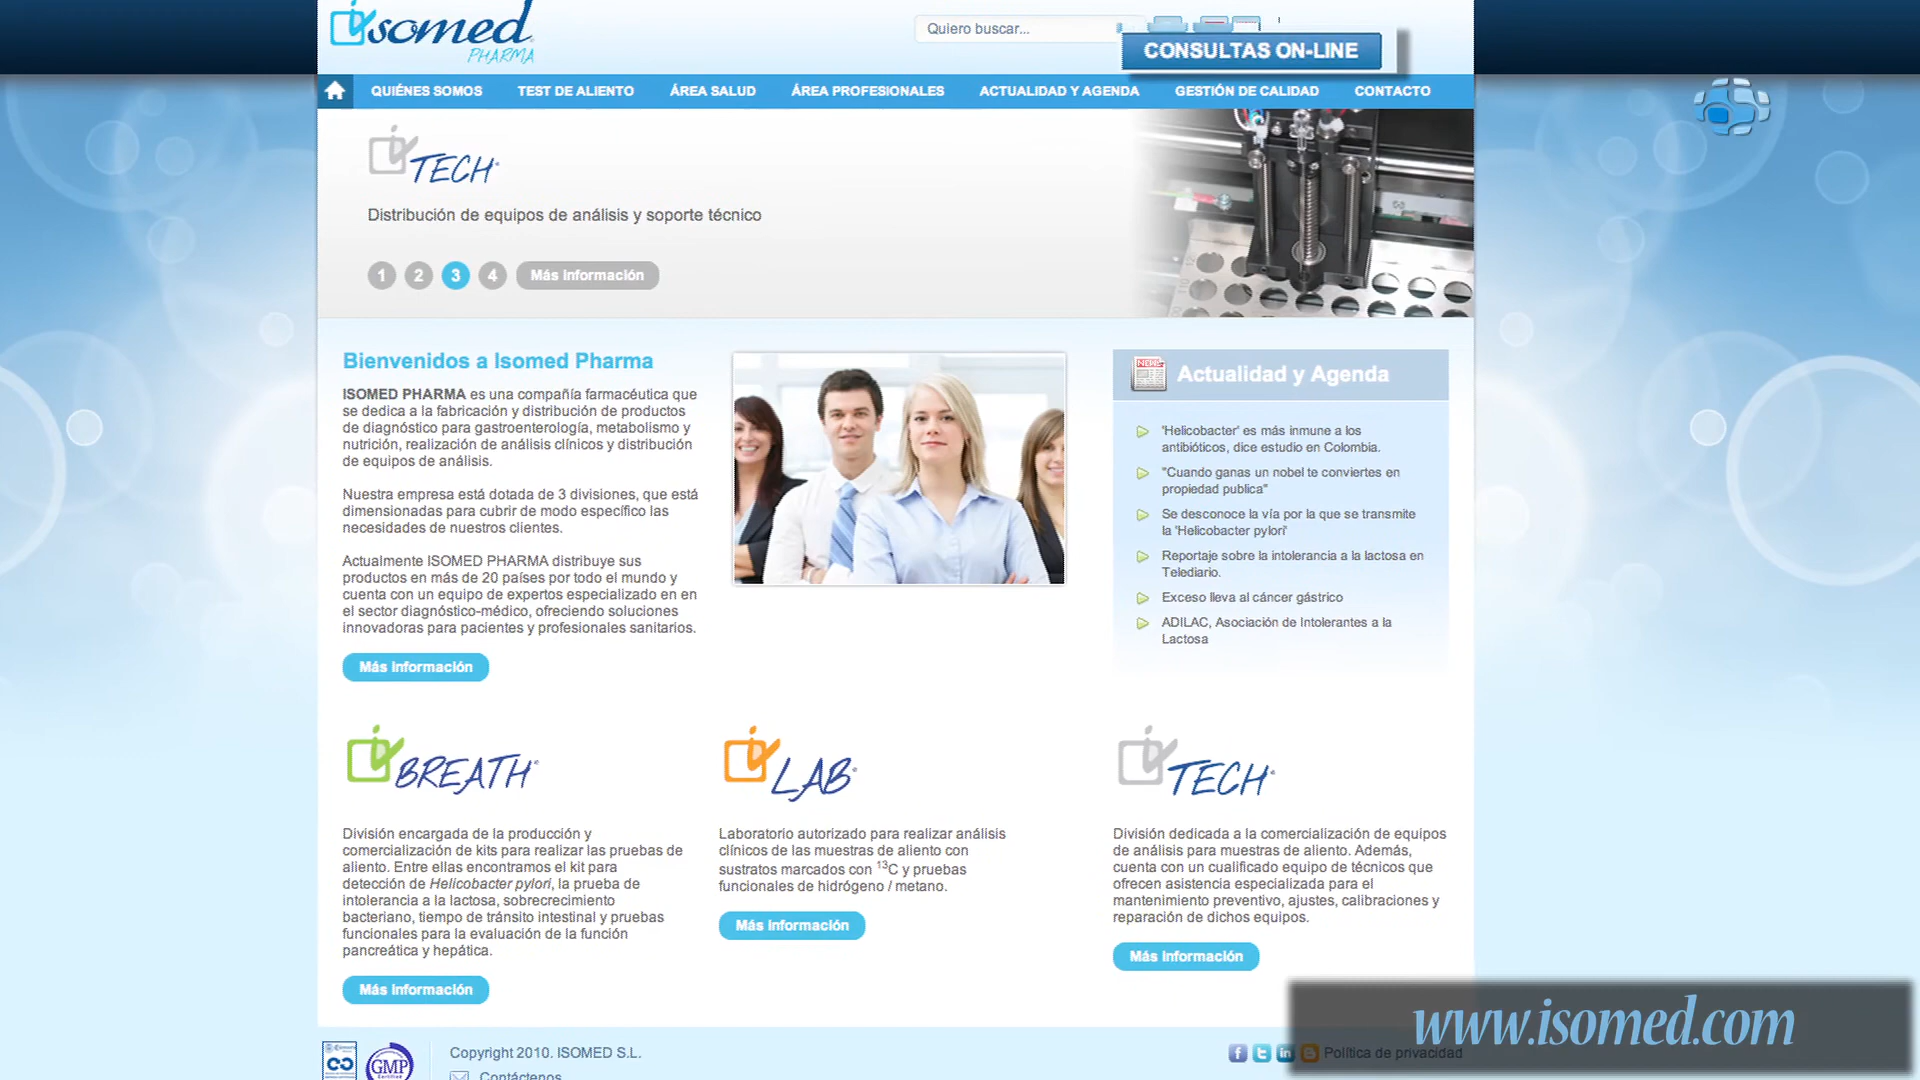 isomed
PHARMA
Quiero buscar...
CONSULTAS ON-LINE
QUIÉNES SOMOS TEST DE ALIENTO ÁREA SALUD ÁREA PROFESIONALES ACTUALIDAD Y AGENDA GESTIÓN DE CALIDAD CONTACTO
i TECH
Distribución de equipos de análisis y soporte técnico
1 2 3 4 Más información
Bienvenidos a Isomed Pharma
ISOMED PHARMA es una compañía farmacéutica que
se dedica a la fabricación y distribución de productos
de diagnóstico para gastroenterología, metabolismo y
nutrición, realización de análisis clínicos y distribución
de equipos de análisis.
Nuestra empresa está dotada de 3 divisiones, que está
dimensionadas para cubrir de modo específico las
necesidades de nuestros clientes.
Actualmente ISOMED PHARMA distribuye sus
productos en más de 20 países por todo el mundo y
cuenta con un equipo de expertos especializado en en
el sector diagnóstico-médico, ofreciendo soluciones
innovadoras para pacientes y profesionales sanitarios.
Más información
NEWS
Actualidad y Agenda
'Helicobacter' es más inmune a los
antibióticos, dice estudio en Colombia.
"Cuando ganas un nobel te conviertes en
propiedad publica"
Se desconoce la vía por la que se transmite
la 'Helicobacter pylori'
Reportaje sobre la intolerancia a la lactosa en
Telediario.
Exceso lleva al cáncer gástrico
ADILAC, Asociación de Intolerantes a la
Lactosa
i BREATH
División encargada de la producción y
comercialización de kits para realizar las pruebas de
aliento. Entre ellas encontramos el kit para
detección de Helicobacter pylori, la prueba de
intolerancia a la lactosa, sobrecrecimiento
bacteriano, tiempo de tránsito intestinal y pruebas
funcionales para la evaluación de la función
pancreática y hepática.
Más información
i LAB
Laboratorio autorizado para realizar análisis
clínicos de las muestras de aliento con
sustratos marcados con 13C y pruebas
funcionales de hidrógeno / metano.
Más información
i TECH
División dedicada a la comercialización de equipos
de análisis para muestras de aliento. Además,
cuenta con un cualificado equipo de técnicos que
ofrecen asistencia especializada para el
mantenimiento preventivo, ajustes, calibraciones y
reparación de dichos equipos.
Más información
GMP
Copyright 2010. ISOMED S.L.
Contáctenos
Política de privacidad
www.isomed.com